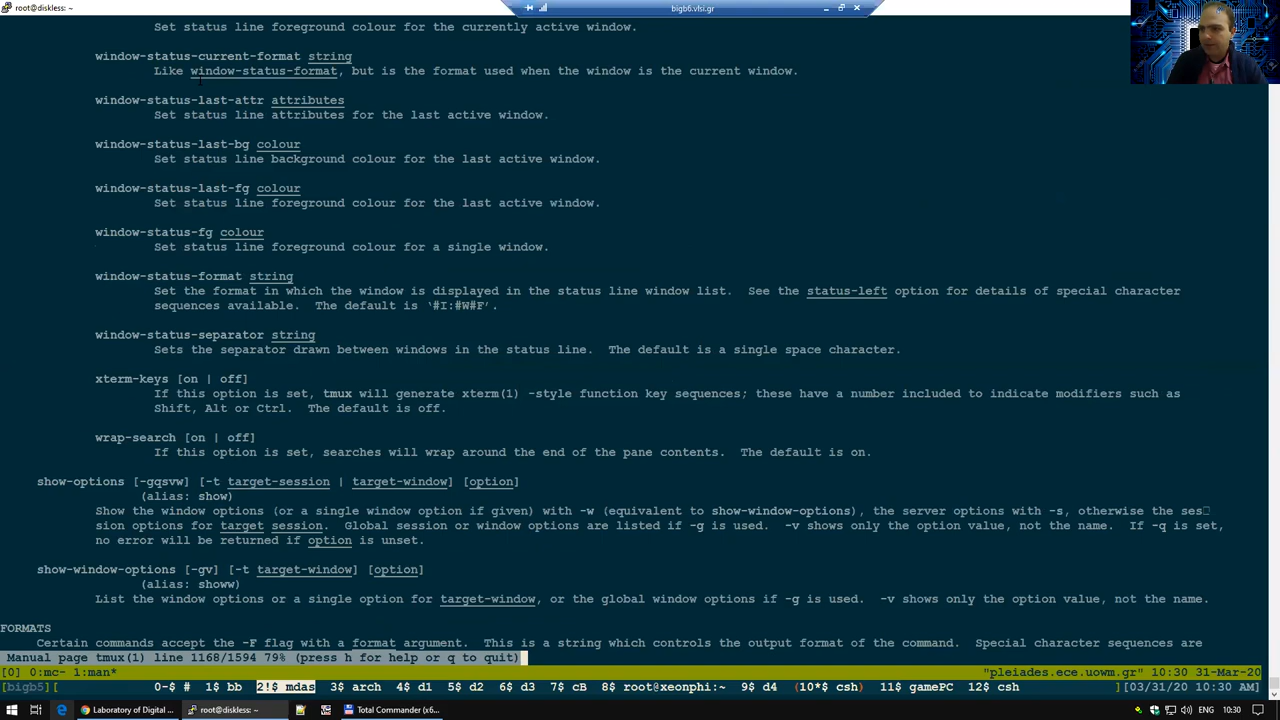 root@diskless: ~
bigb6.vlsi.gr
Set status line foreground colour for the currently active window.
window-status-current-format string
Like window-status-format, but is the format used when the window is the current window.
window-status-last-attr attributes
Set status line attributes for the last active window.
window-status-last-bg colour
Set status line background colour for the last active window.
window-status-last-fg colour
Set status line foreground colour for the last active window.
window-status-fg colour
Set status line foreground colour for a single window.
window-status-format string
Set the format in which the window is displayed in the status line window list.  See the status-left option for details of special character
sequences available.  The default is ‘#I:#W#F’.
window-status-separator string
Sets the separator drawn between windows in the status line.  The default is a single space character.
xterm-keys [on | off]
If this option is set, tmux will generate xterm(1) -style function key sequences; these have a number included to indicate modifiers such as
Shift, Alt or Ctrl.  The default is off.
wrap-search [on | off]
If this option is set, searches will wrap around the end of the pane contents.  The default is on.
show-options [-gqsvw] [-t target-session | target-window] [option]
(alias: show)
Show the window options (or a single window option if given) with -w (equivalent to show-window-options), the server options with -s, otherwise the ses
sion options for target session.  Global session or window options are listed if -g is used.  -v shows only the option value, not the name.  If -q is set,
no error will be returned if option is unset.
show-window-options [-gv] [-t target-window] [option]
(alias: showw)
List the window options or a single option for target-window, or the global window options if -g is used.  -v shows only the option value, not the name.
FORMATS
Certain commands accept the -F flag with a format argument.  This is a string which controls the output format of the command.  Special character sequences are
Manual page tmux(1) line 1168/1594 79% (press h for help or q to quit)
[0] 0:mc- 1:man* "pleiades.ece.uowm.gr" 10:30 31-Mar-20
[bigb5][ 0-$ # 1$ bb 2!$ mdas 3$ arch 4$ d1 5$ d2 6$ d3 7$ cB 8$ root@xeonphi:~ 9$ d4 (10*$ csh) 11$ gamePC 12$ csh ][03/31/20 10:30 AM]
Laboratory of Digital ... root@diskless: ~ Total Commander (x6... ENG 10:30